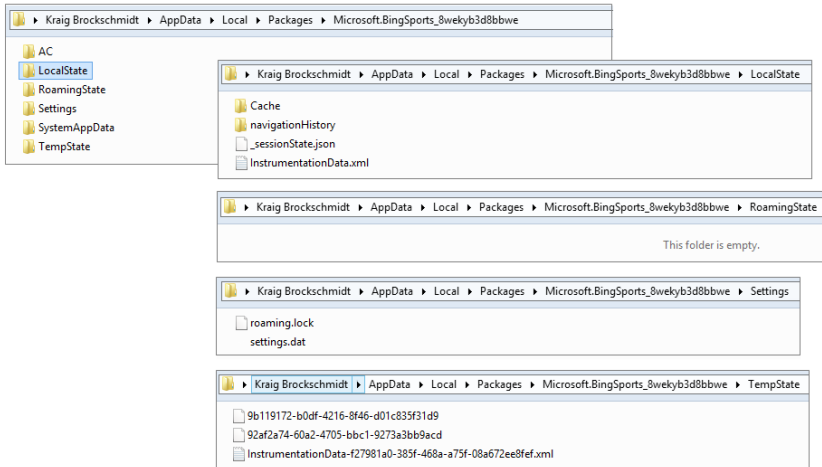 Kraig Brockschmidt ▸ AppData ▸ Local ▸ Packages ▸ Microsoft.BingSports_8wekyb3d8bbwe
AC
LocalState
RoamingState
Settings
SystemAppData
TempState
Kraig Brockschmidt ▸ AppData ▸ Local ▸ Packages ▸ Microsoft.BingSports_8wekyb3d8bbwe ▸ LocalState
Cache
navigationHistory
_sessionState.json
InstrumentationData.xml
Kraig Brockschmidt ▸ AppData ▸ Local ▸ Packages ▸ Microsoft.BingSports_8wekyb3d8bbwe ▸ RoamingState
This folder is empty.
Kraig Brockschmidt ▸ AppData ▸ Local ▸ Packages ▸ Microsoft.BingSports_8wekyb3d8bbwe ▸ Settings
roaming.lock
settings.dat
Kraig Brockschmidt ▸ AppData ▸ Local ▸ Packages ▸ Microsoft.BingSports_8wekyb3d8bbwe ▸ TempState
9b119172-b0df-4216-8f46-d01c835f31d9
92af2a74-60a2-4705-bbc1-9273a3bb9acd
InstrumentationData-f27981a0-385f-468a-a75f-08a672ee8fef.xml